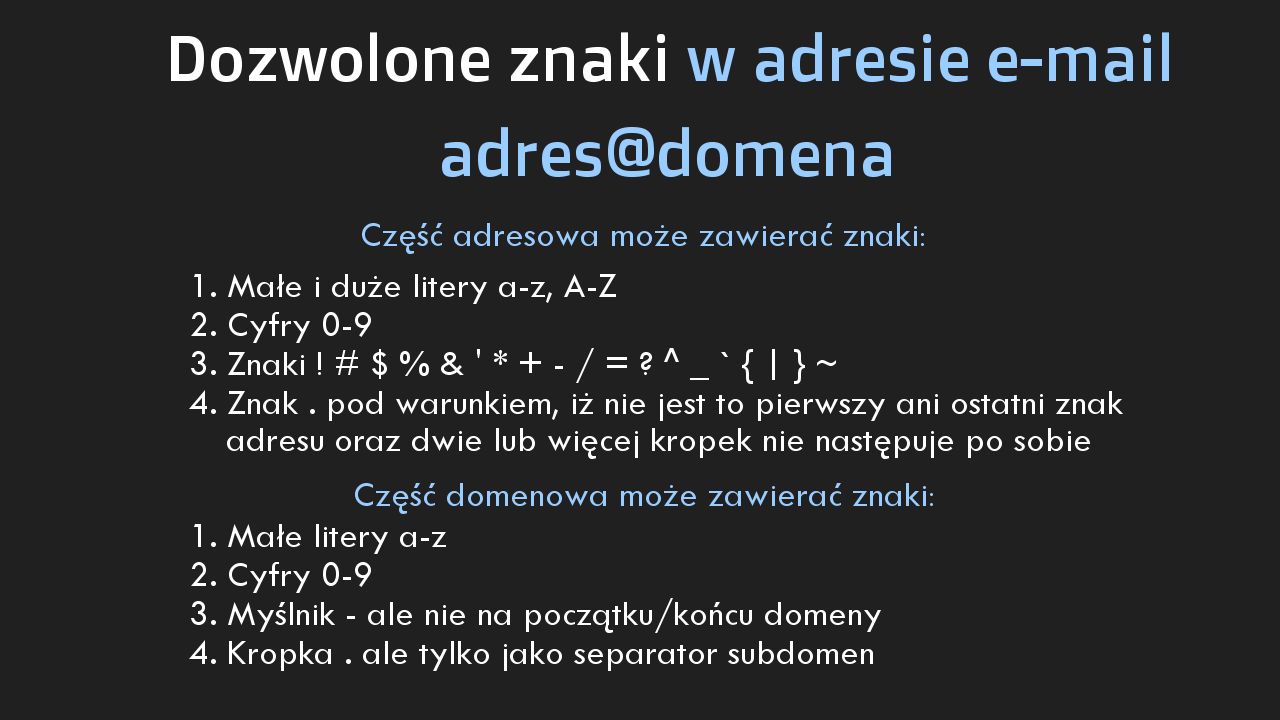 Dozwolone znaki w adresie e-mail
adres@domena
Część adresowa może zawierać znaki:
1. Małe i duże litery a-z, A-Z
2. Cyfry 0-9
3. Znaki ! # $ % & ' * + - / = ? ^ _ ` { | } ~
4. Znak . pod warunkiem, iż nie jest to pierwszy ani ostatni znak
adresu oraz dwie lub więcej kropek nie następuje po sobie
Część domenowa może zawierać znaki:
1. Małe litery a-z
2. Cyfry 0-9
3. Myślnik - ale nie na początku/końcu domeny
4. Kropka . ale tylko jako separator subdomen